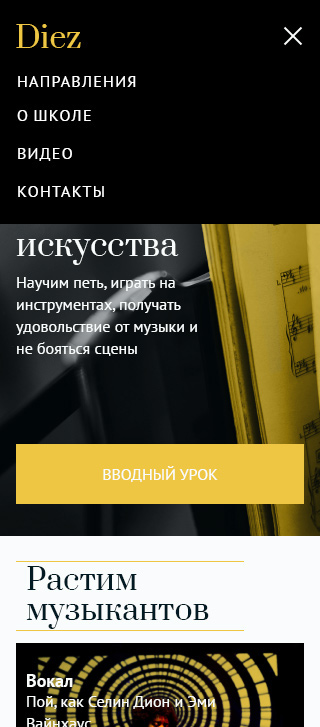 Diez
НАПРАВЛЕНИЯ
О ШКОЛЕ
ВИДЕО
КОНТАКТЫ
искусства
Научим петь, играть на
инструментах, получать
удовольствие от музыки и
не бояться сцены
ВВОДНЫЙ УРОК
Растим
музыкантов
Вокал
Пой, как Селин Дион и Эми
Вайнхаус